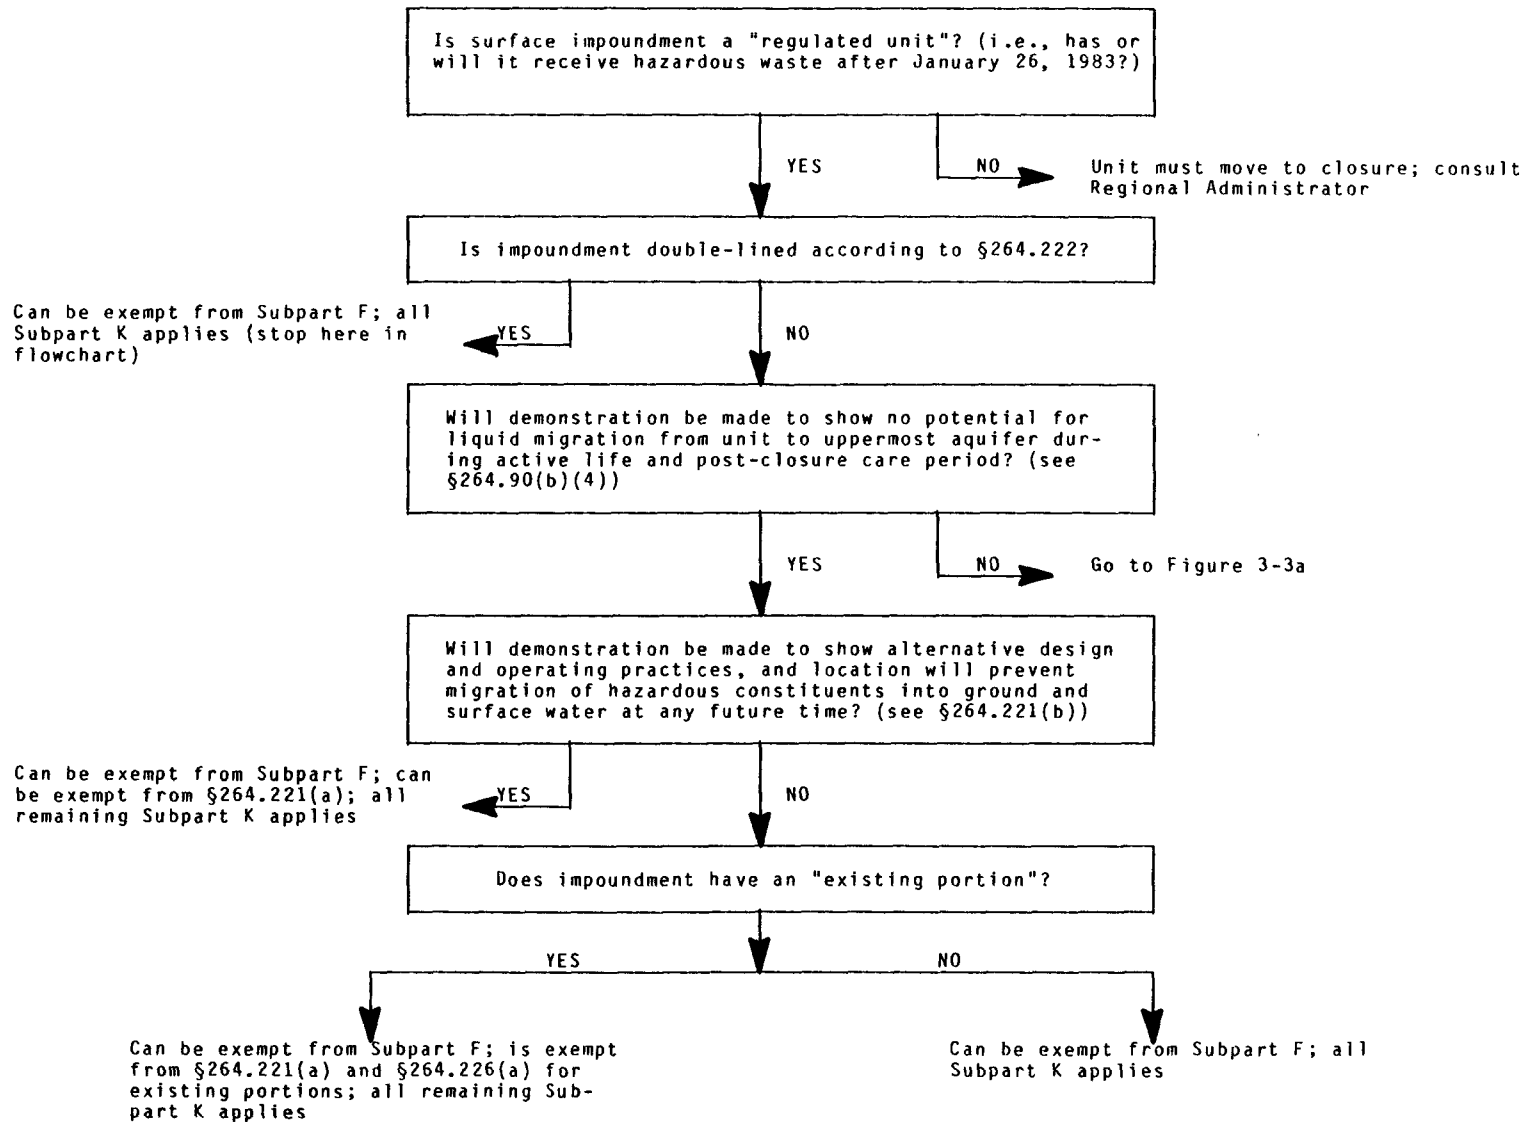 Is surface impoundment a "regulated unit"? (i.e., has or
will it receive hazardous waste after January 26, 1983?)
YES
NO
Unit must move to closure; consult
Regional Administrator
Is impoundment double-lined according to §264.222?
Can be exempt from Subpart F; all
Subpart K applies (stop here in
flowchart)
YES
NO
Will demonstration be made to show no potential for
liquid migration from unit to uppermost aquifer dur-
ing active life and post-closure care period? (see
§264.90(b)(4))
YES
NO
Go to Figure 3-3a
Will demonstration be made to show alternative design
and operating practices, and location will prevent
migration of hazardous constituents into ground and
surface water at any future time? (see §264.221(b))
Can be exempt from Subpart F; can
be exempt from §264.221(a); all
remaining Subpart K applies
YES
NO
Does impoundment have an "existing portion"?
YES
NO
Can be exempt from Subpart F; is exempt
from §264.221(a) and §264.226(a) for
existing portions; all remaining Sub-
part K applies
Can be exempt from Subpart F; all
Subpart K applies